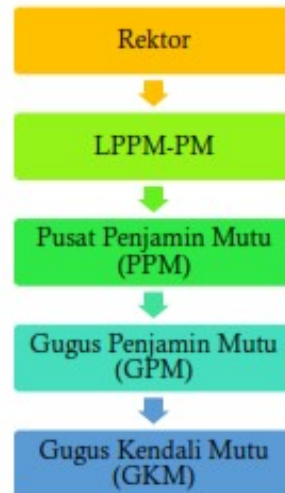 Rektor
LPPM-PM
Pusat Penjamin Mutu
(PPM)
Gugus Penjamin Mutu
(GPM)
Gugus Kendali Mutu
(GKM)